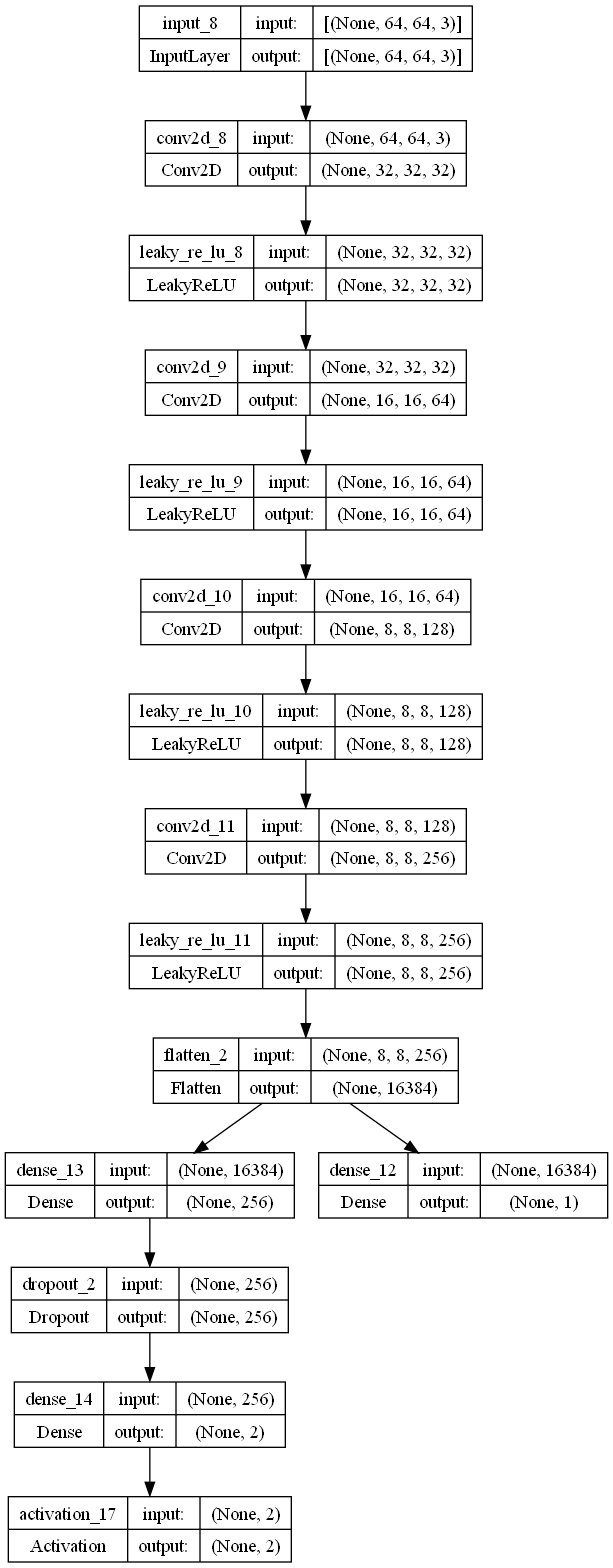 input_8 input: [(None, 64, 64, 3)]
InputLayer output: [(None, 64, 64, 3)]
conv2d_8 input: (None, 64, 64, 3)
Conv2D output: (None, 32, 32, 32)
leaky_re_lu_8 input: (None, 32, 32, 32)
LeakyReLU output: (None, 32, 32, 32)
conv2d_9 input: (None, 32, 32, 32)
Conv2D output: (None, 16, 16, 64)
leaky_re_lu_9 input: (None, 16, 16, 64)
LeakyReLU output: (None, 16, 16, 64)
conv2d_10 input: (None, 16, 16, 64)
Conv2D output: (None, 8, 8, 128)
leaky_re_lu_10 input: (None, 8, 8, 128)
LeakyReLU output: (None, 8, 8, 128)
conv2d_11 input: (None, 8, 8, 128)
Conv2D output: (None, 8, 8, 256)
leaky_re_lu_11 input: (None, 8, 8, 256)
LeakyReLU output: (None, 8, 8, 256)
flatten_2 input: (None, 8, 8, 256)
Flatten output: (None, 16384)
dense_13 input: (None, 16384)
Dense output: (None, 256)
dense_12 input: (None, 16384)
Dense output: (None, 1)
dropout_2 input: (None, 256)
Dropout output: (None, 256)
dense_14 input: (None, 256)
Dense output: (None, 2)
activation_17 input: (None, 2)
Activation output: (None, 2)